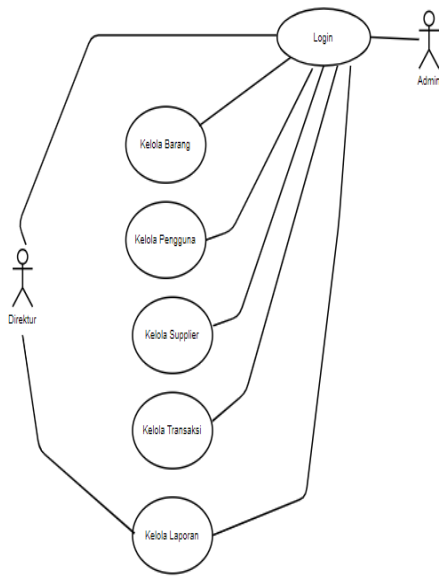 Login
Admin
Kelola Barang
Kelola Pengguna
Kelola Supplier
Direktur
Kelola Transaksi
Kelola Laporan